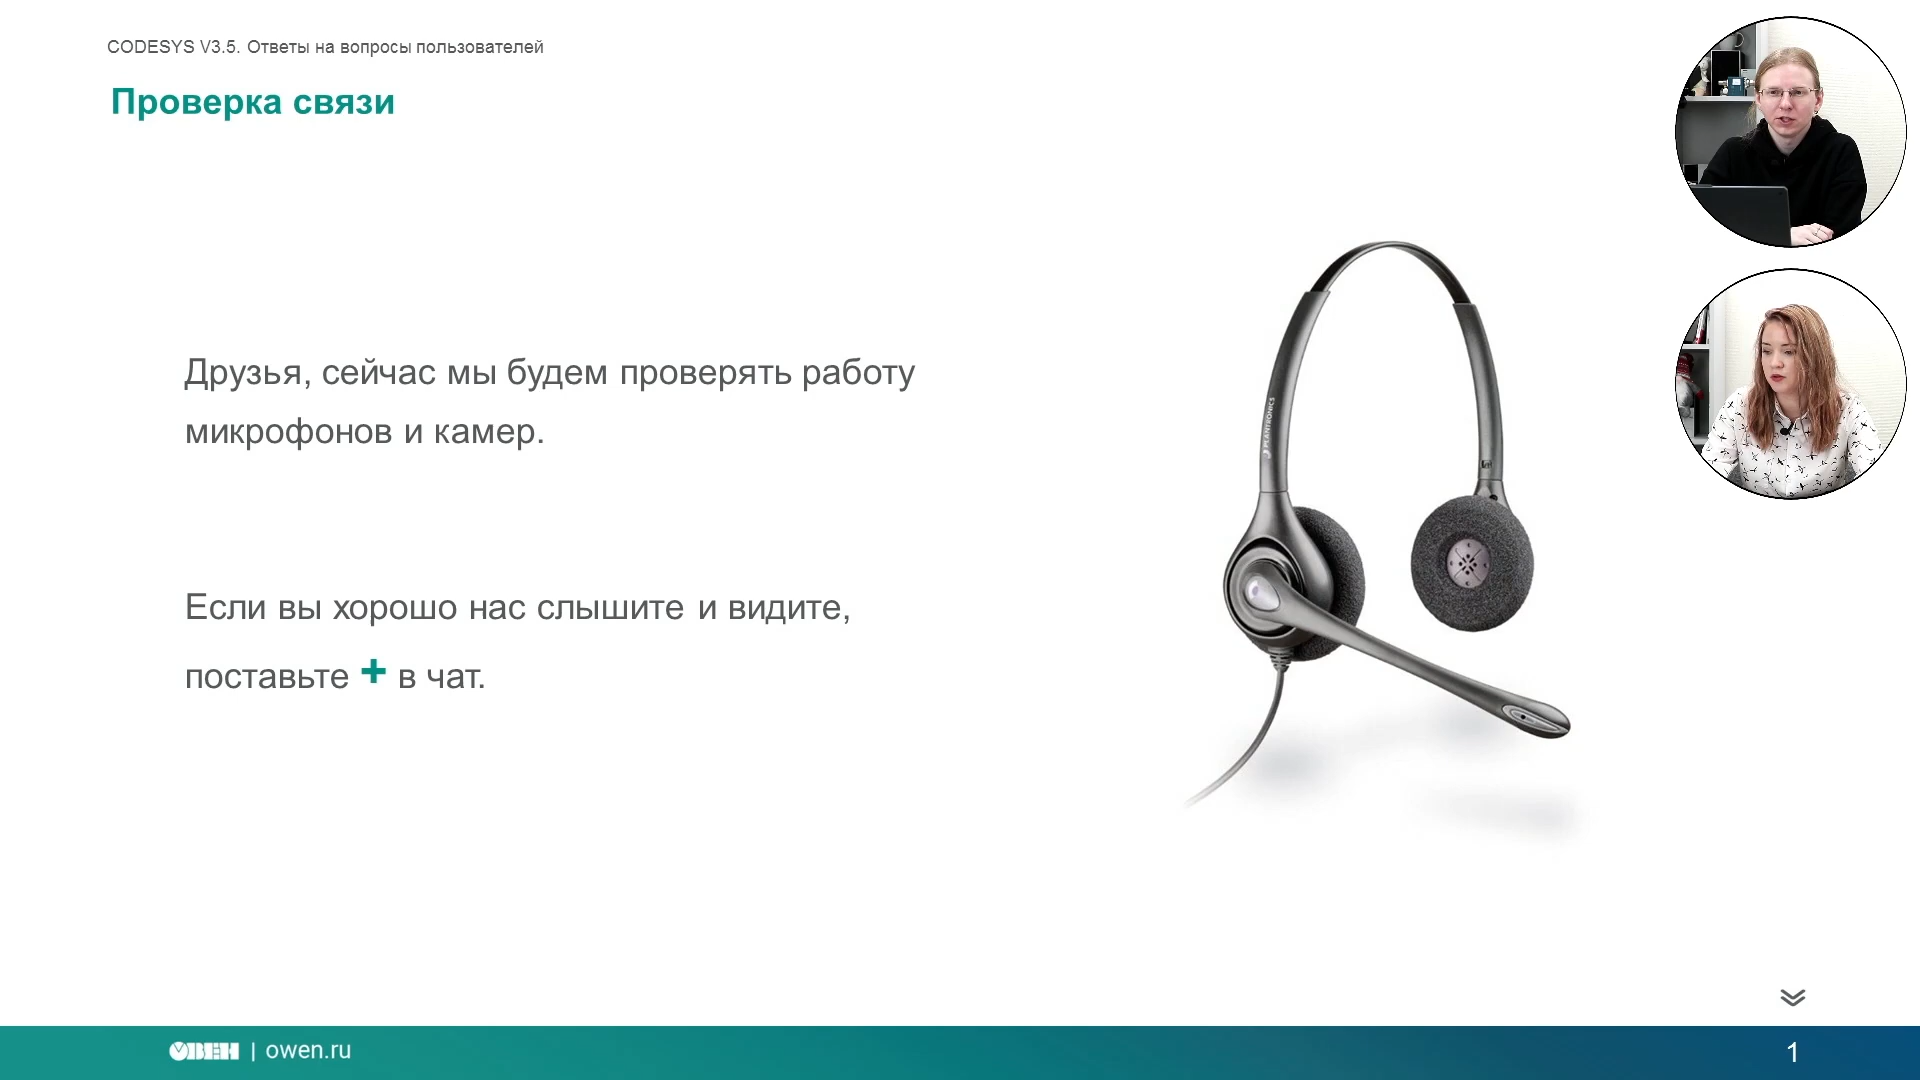 CODESYS V3.5. Ответы на вопросы пользователей
Проверка связи
Друзья, сейчас мы будем проверять работу
микрофонов и камер.
Если вы хорошо нас слышите и видите,
поставьте + в чат.
PLANTRONICS
ОВЕН | owen.ru
1